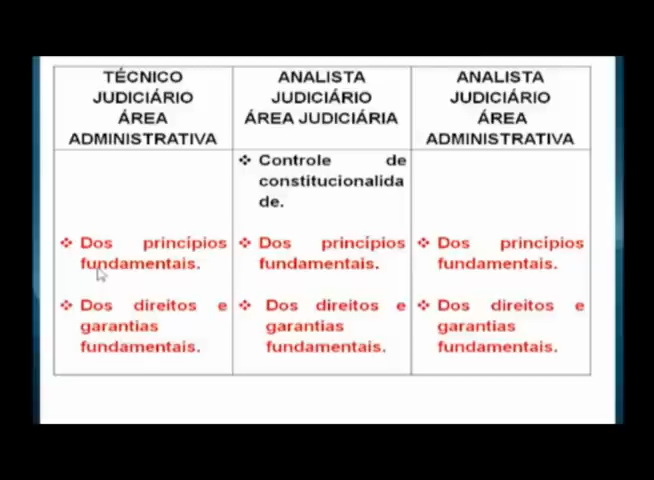 TÉCNICO
JUDICIÁRIO
ÁREA
ADMINISTRATIVA
ANALISTA
JUDICIÁRIO
ÁREA JUDICIÁRIA
ANALISTA
JUDICIÁRIO
ÁREA
ADMINISTRATIVA
❖ Dos princípios
fundamentais.
❖ Dos direitos e
garantias
fundamentais.
❖ Controle de
constitucionalida
de.
❖ Dos princípios
fundamentais.
❖ Dos direitos e
garantias
fundamentais.
❖ Dos princípios
fundamentais.
❖ Dos direitos e
garantias
fundamentais.